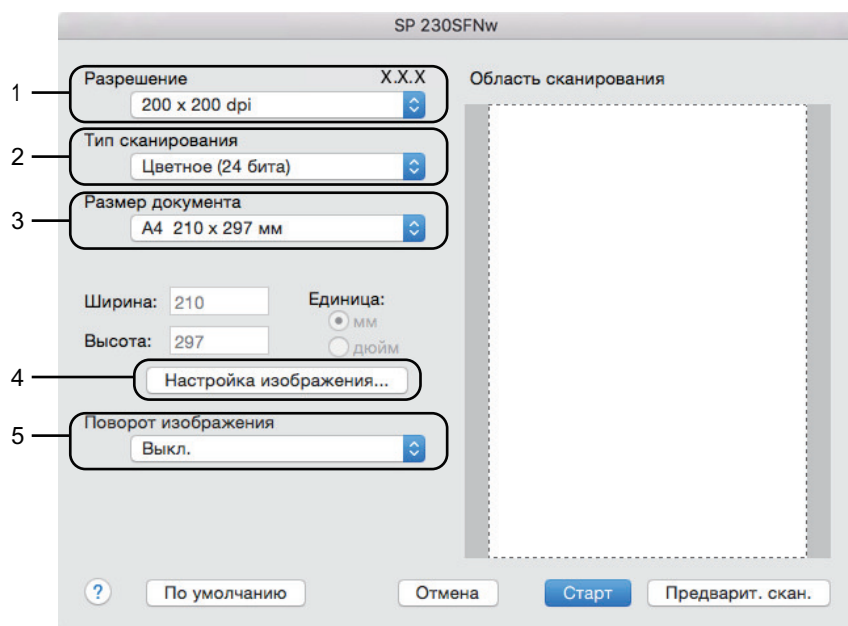 SP 230SFNw
1
Разрешение X.X.X
200 x 200 dpi
2
Тип сканирования
Цветное (24 бита)
3
Размер документа
A4 210 x 297 мм
Ширина: 210
Высота: 297
Единица:
мм
дюйм
4
Настройка изображения...
5
Поворот изображения
Выкл.
Область сканирования
?
По умолчанию
Отмена
Старт
Предварит. скан.